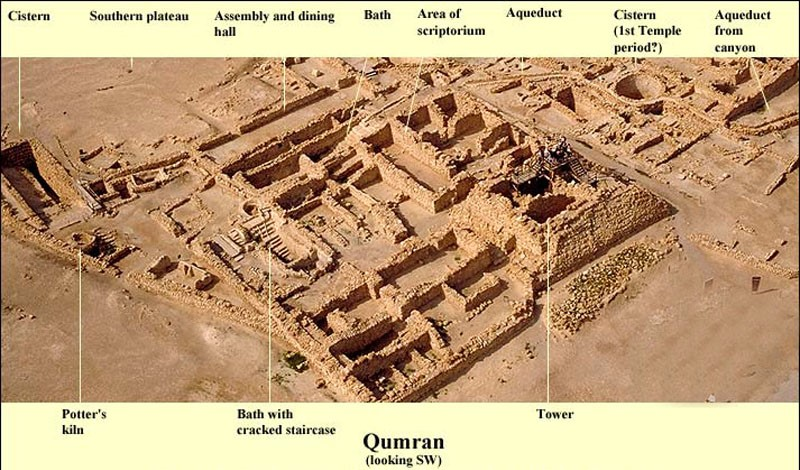 Cistern
Southern plateau
Assembly and dining
hall
Bath
Area of
scriptorium
Aqueduct
Cistern
(1st Temple
period?)
Aqueduct
from
canyon
Potter's
kiln
Bath with
cracked staircase
Tower
Qumran
(looking SW)